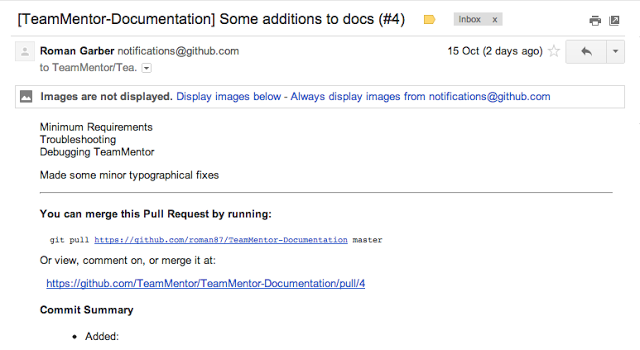 [TeamMentor-Documentation] Some additions to docs (#4) Inbox x
Roman Garber notifications@github.com 15 Oct (2 days ago)
to TeamMentor/Tea.
Images are not displayed. Display images below - Always display images from notifications@github.com
Minimum Requirements
Troubleshooting
Debugging TeamMentor
Made some minor typographical fixes
You can merge this Pull Request by running:
git pull https://github.com/roman87/TeamMentor-Documentation master
Or view, comment on, or merge it at:
https://github.com/TeamMentor/TeamMentor-Documentation/pull/4
Commit Summary
• Added: